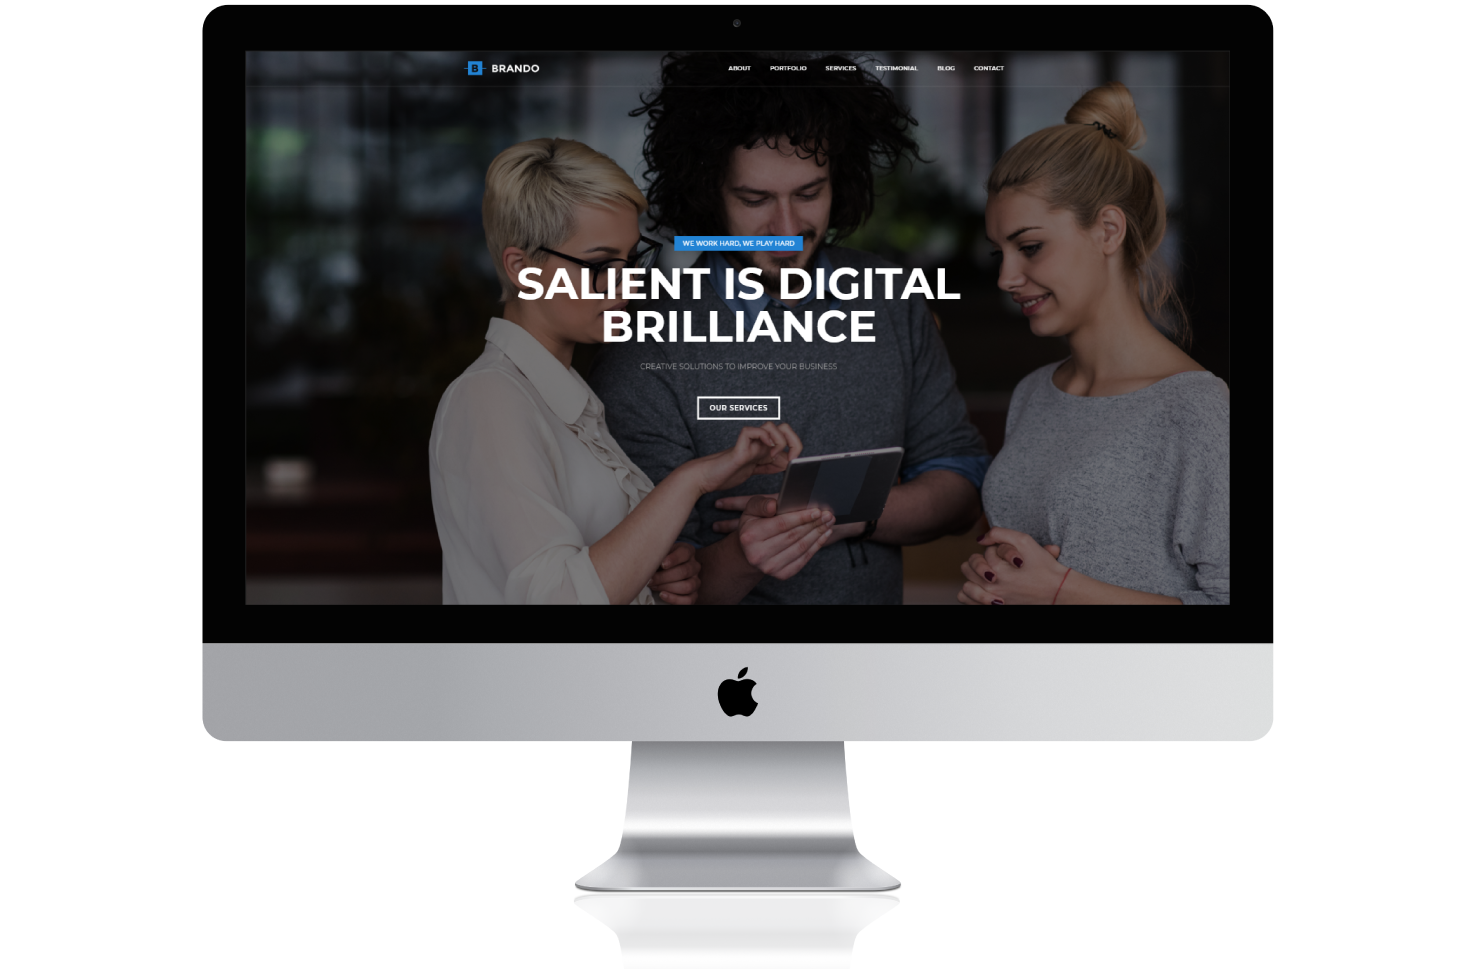 B BRANDO
ABOUT PORTFOLIO SERVICES TESTIMONIAL BLOG CONTACT
WE WORK HARD, WE PLAY HARD
SALIENT IS DIGITAL
BRILLIANCE
CREATIVE SOLUTIONS TO IMPROVE YOUR BUSINESS
OUR SERVICES